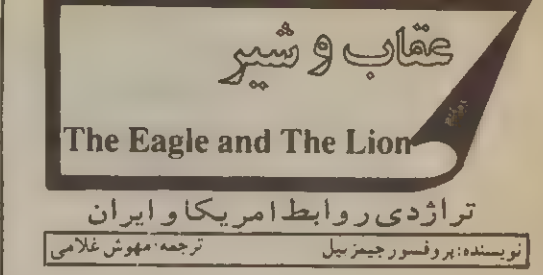 عقاب و شیر
The Eagle and The Lion
تراژدی روابط امریکا و ایران
نویسنده: پروفسور جیمز بیل ترجمه: مهوش غلامی